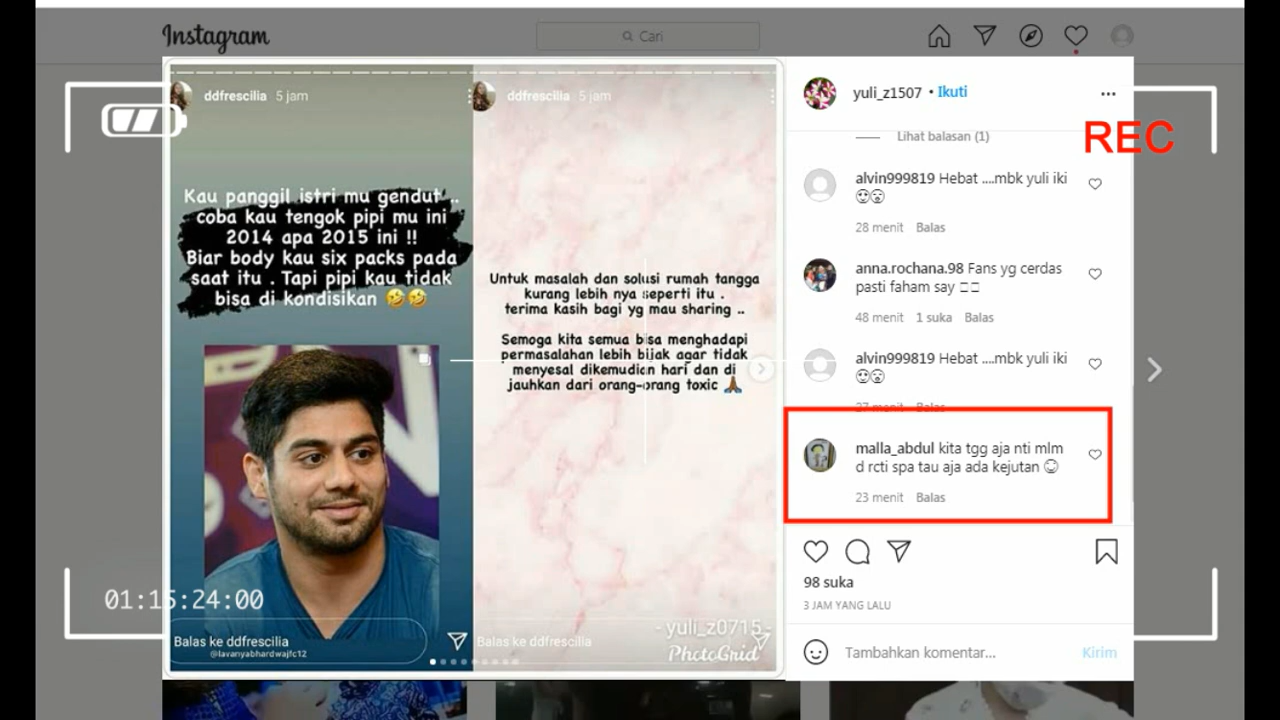 Instagram
Cari
ddfrescilia 5 jam
ddfrescilia 5 jam
Kau panggil istri mu gendut ..
coba kau tengok pipi mu ini
2014 apa 2015 ini !!
Biar body kau six packs pada
saat itu . Tapi pipi kau tidak
bisa di kondisikan 🤣🤣
Untuk masalah dan solusi rumah tangga
kurang lebih nya seperti itu .
terima kasih bagi yg mau sharing ..
Semoga kita semua bisa menghadapi
permasalahan lebih bijak agar tidak
menyesal dikemudian hari dan di
jauhkan dari orang-orang toxic 🙏🏾
Balas ke ddfrescilia
@lavanyabhardwajfc12
Balas ke ddfrescilia
- yuli_z0715 -
PhotoGrid
01:15:24:00
REC
yuli_z1507 • Ikuti
Lihat balasan (1)
alvin999819 Hebat ....mbk yuli iki
28 menit Balas
anna.rochana.98 Fans yg cerdas
pasti faham say □□
48 menit 1 suka Balas
alvin999819 Hebat ....mbk yuli iki
27 menit Balas
malla_abdul kita tgg aja nti mlm
d rcti spa tau aja ada kejutan
23 menit Balas
98 suka
3 JAM YANG LALU
Tambahkan komentar...
Kirim